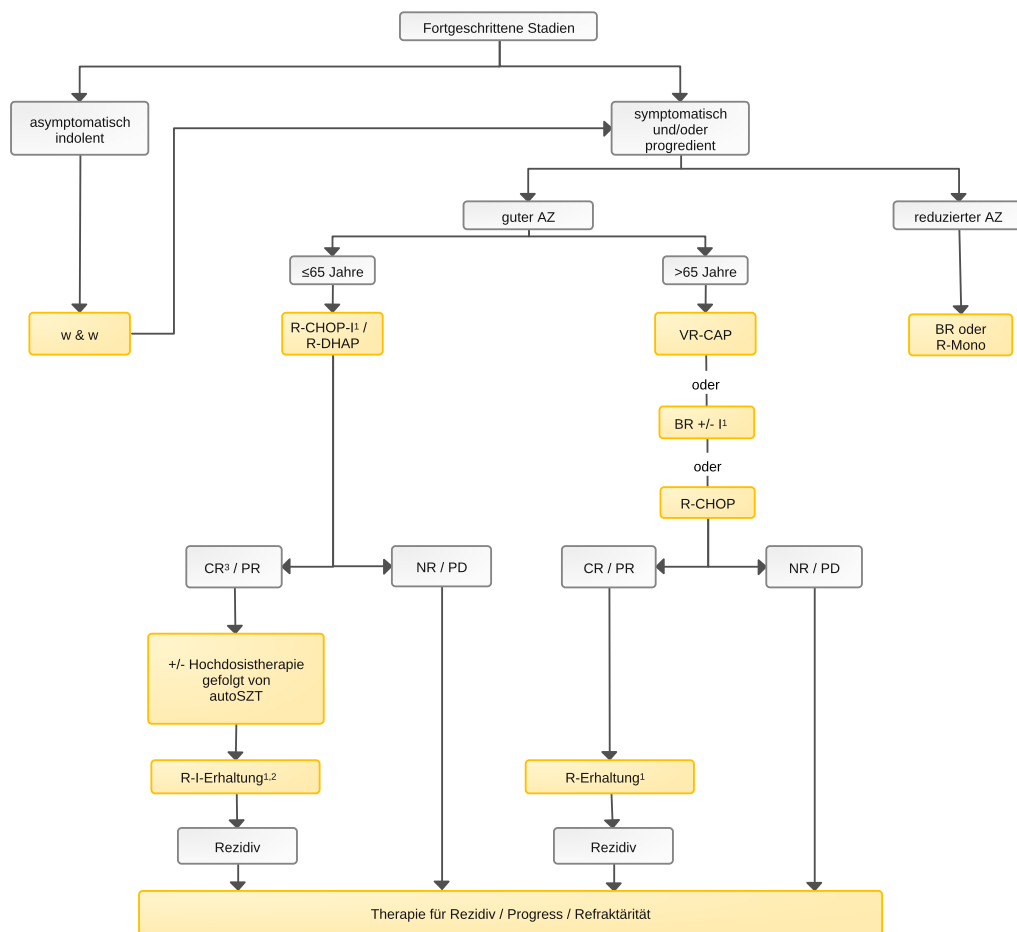 Fortgeschrittene Stadien
asymptomatisch
indolent
symptomatisch
und/oder
progredient
guter AZ
reduzierter AZ
≤65 Jahre
>65 Jahre
w & w
R-CHOP-I¹ /
R-DHAP
VR-CAP
BR oder
R-Mono
oder
BR +/- I¹
oder
R-CHOP
CR³ / PR
NR / PD
CR / PR
NR / PD
+/- Hochdosistherapie
gefolgt von
autoSZT
R-I-Erhaltung¹,²
R-Erhaltung¹
Rezidiv
Rezidiv
Therapie für Rezidiv / Progress / Refraktärität